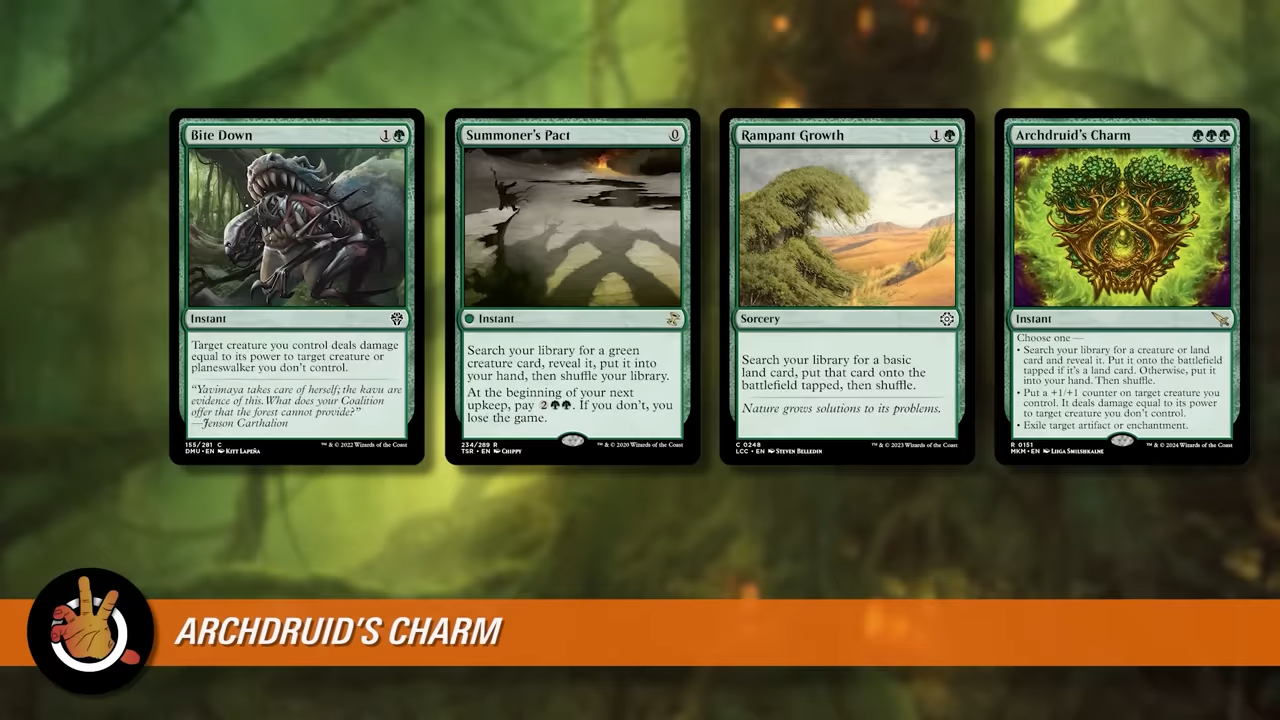 Bite Down 1
Instant
Target creature you control deals damage
equal to its power to target creature or
planeswalker you don't control.
"Yavimaya takes care of herself; the kavu are
evidence of this. What does your Coalition
offer that the forest cannot provide?"
—Jenson Carthalion
155/281 C
DMU • EN KITT LAPEÑA
™ & © 2022 Wizards of the Coast
Summoner's Pact 0
Instant
Search your library for a green
creature card, reveal it, put it into
your hand, then shuffle your library.
At the beginning of your next
upkeep, pay 2. If you don't, you
lose the game.
234/289 R
TSR • EN CHIPPY
™ & © 2020 Wizards of the Coast
Rampant Growth 1
Sorcery
Search your library for a basic
land card, put that card onto the
battlefield tapped, then shuffle.
Nature grows solutions to its problems.
C 0248
LCC • EN STEVEN BELLEDIN
™ & © 2023 Wizards of the Coast
Archdruid's Charm
Instant
Choose one —
• Search your library for a creature or land
card and reveal it. Put it onto the battlefield
tapped if it's a land card. Otherwise, put it
into your hand. Then shuffle.
• Put a +1/+1 counter on target creature you
control. It deals damage equal to its power
to target creature you don't control.
• Exile target artifact or enchantment.
R 0151
MKM • EN LIIGA SMILSHKALNE
™ & © 2024 Wizards of the Coast
ARCHDRUID'S CHARM